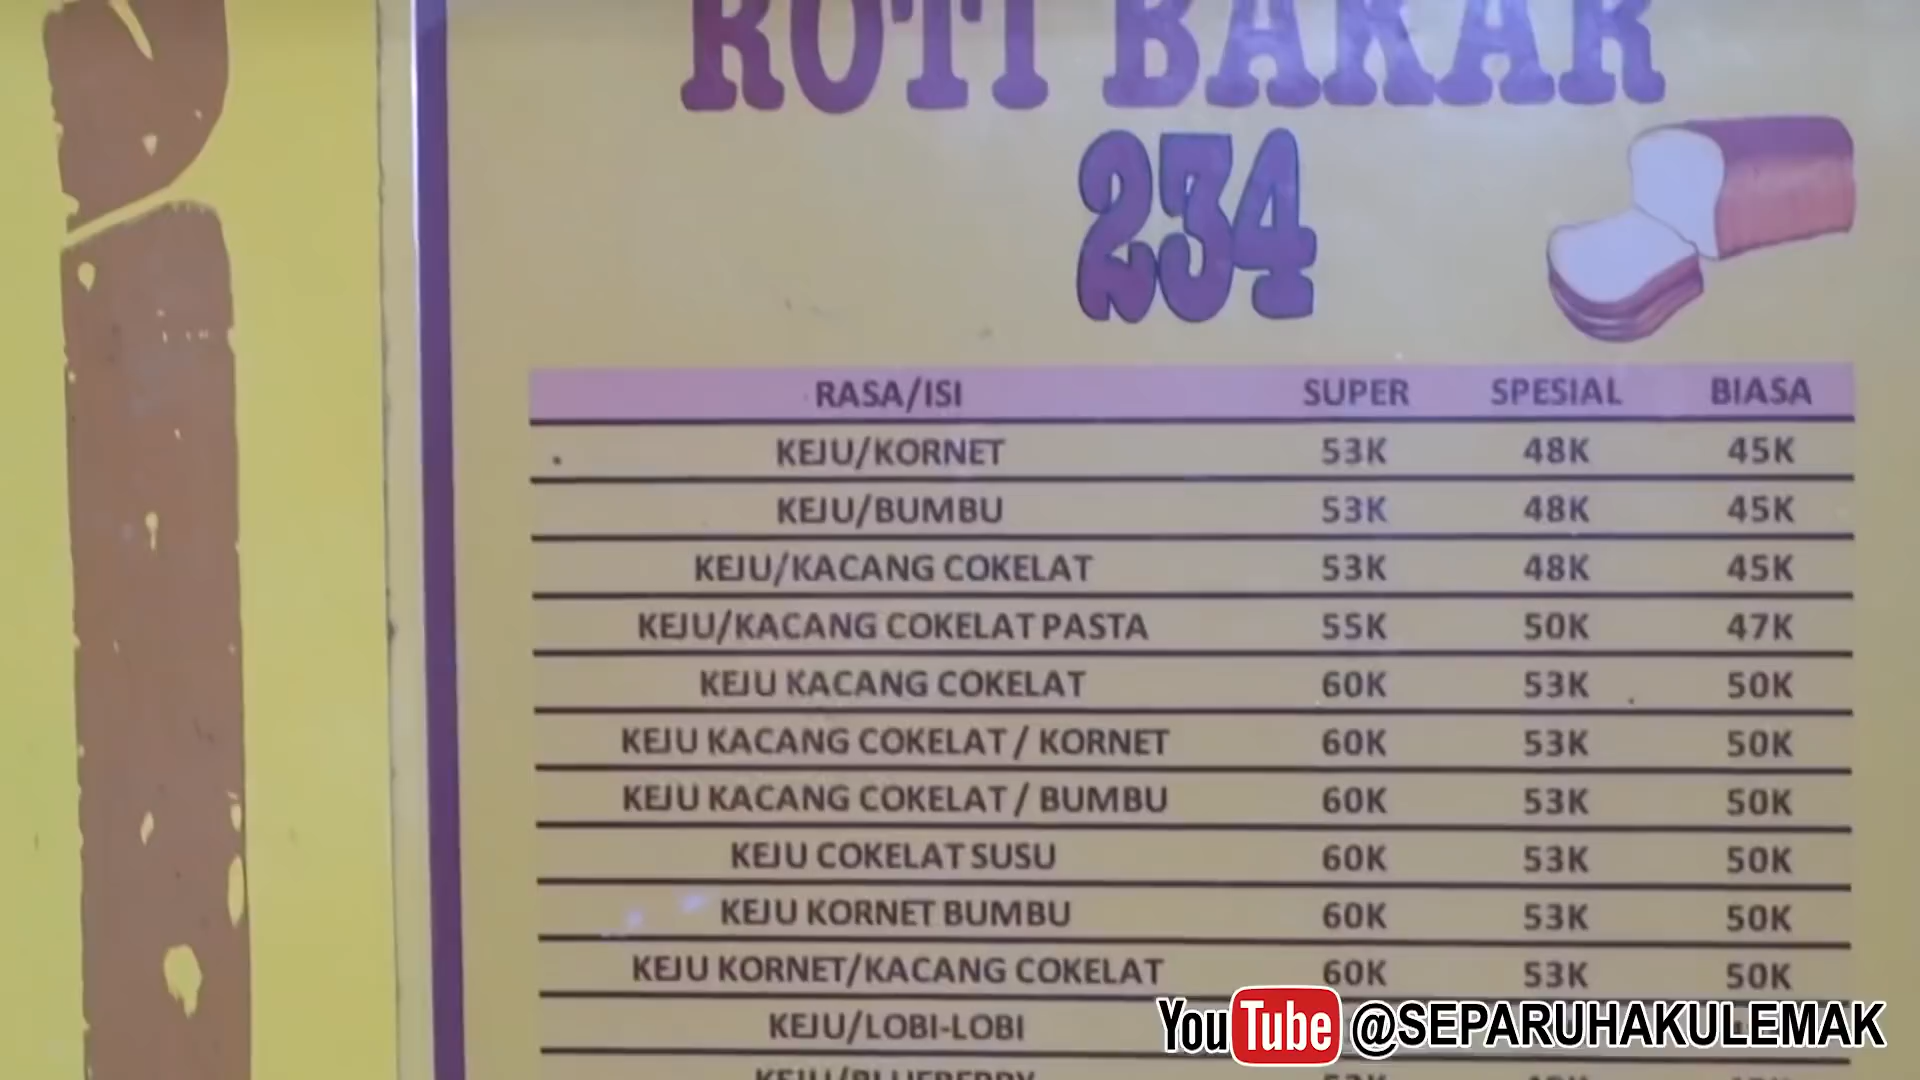 ROTI BAKAR
234
RASA/ISI SUPER SPESIAL BIASA
KEJU/KORNET 53K 48K 45K
KEJU/BUMBU 53K 48K 45K
KEJU/KACANG COKELAT 53K 48K 45K
KEJU/KACANG COKELAT PASTA 55K 50K 47K
KEJU KACANG COKELAT 60K 53K 50K
KEJU KACANG COKELAT / KORNET 60K 53K 50K
KEJU KACANG COKELAT / BUMBU 60K 53K 50K
KEJU COKELAT SUSU 60K 53K 50K
KEJU KORNET BUMBU 60K 53K 50K
KEJU KORNET/KACANG COKELAT 60K 53K 50K
KEJU/LOBI-LOBI
YouTube @SEPARUHAKULEMAK
KEJU/BLUEBERRY